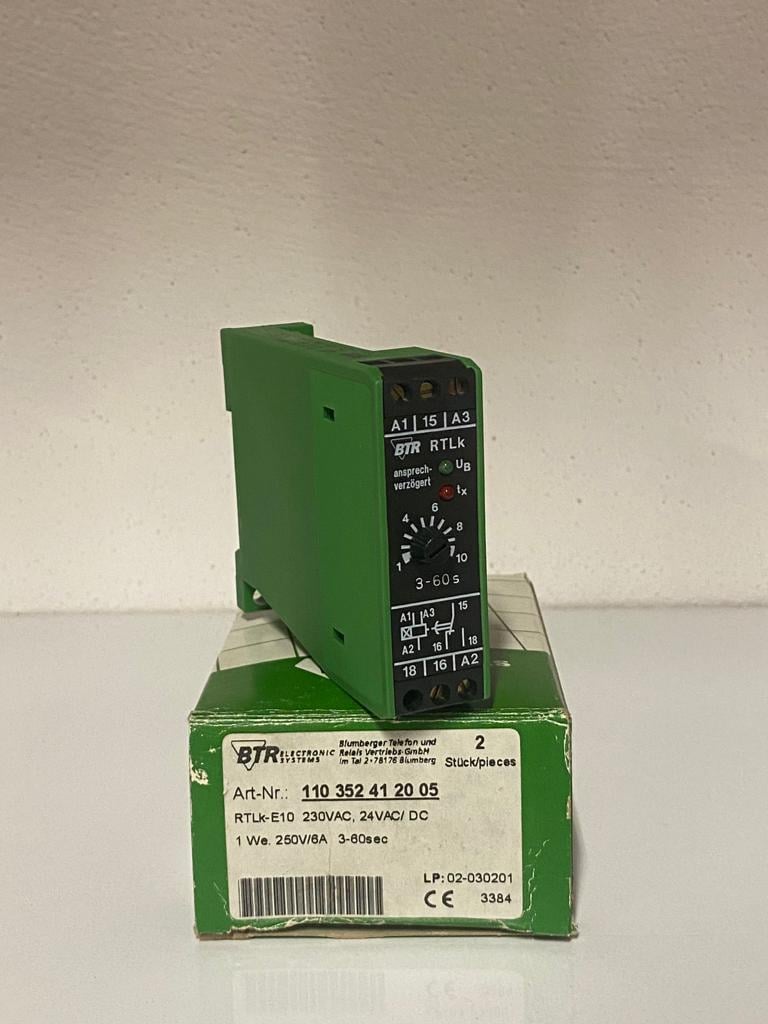 A1 | 15 | A3
BTR RTLk
ansprech-
verzögert
UB
tx
1 4 6 8 10
3-60s
A1 A3 15
A2 16 18
18 | 16 | A2
BTR ELECTRONIC SYSTEMS
Blumberger Telefon und
Relais Vertriebs-GmbH
Im Tal 2·78176 Blumberg
2
Stück/pieces
Art-Nr.: 110 352 41 20 05
RTLk-E10 230VAC, 24VAC/ DC
1 We. 250V/6A 3-60sec
LP: 02-030201
CE 3384